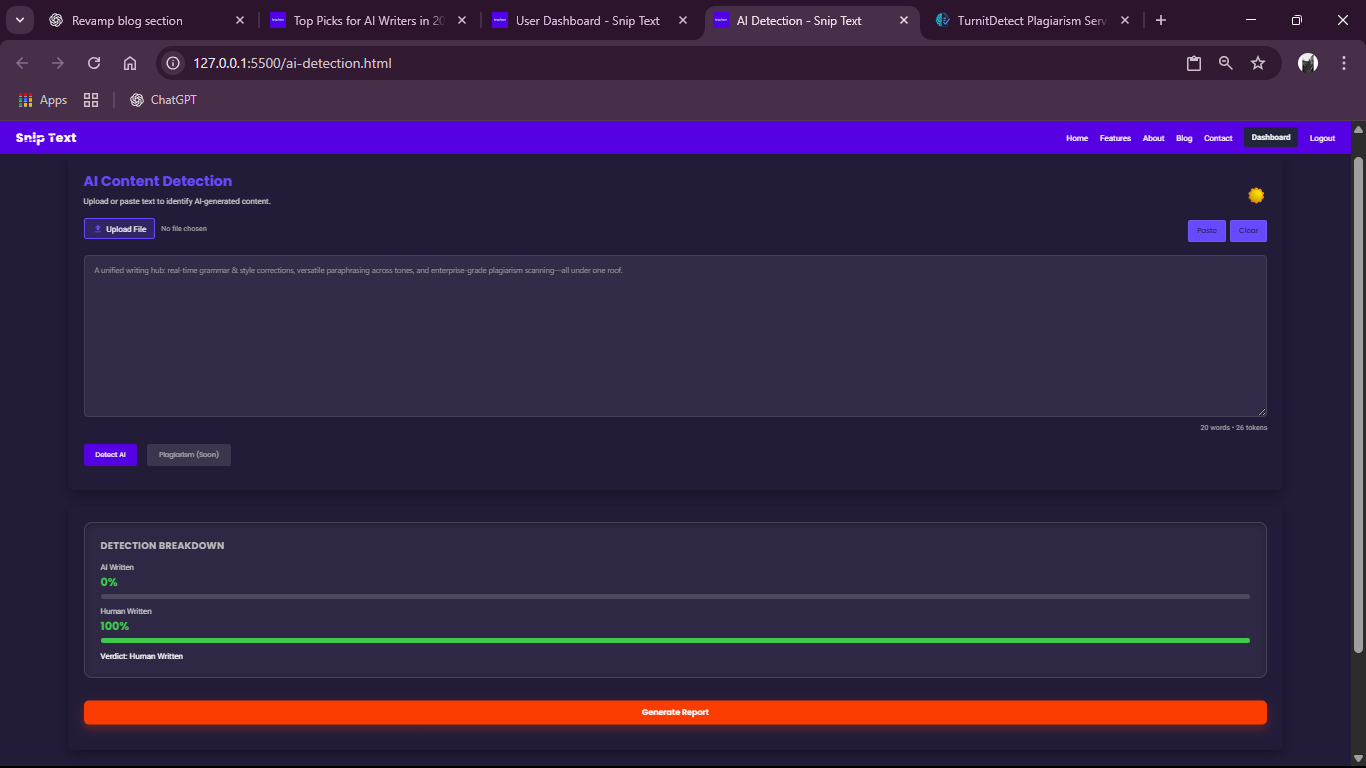 Revamp blog section
Top Picks for AI Writers in 20
User Dashboard - Snip Text
AI Detection - Snip Text
TurnitDetect Plagiarism Serv
127.0.0.1:5500/ai-detection.html
Apps
ChatGPT
Snip Text
Home Features About Blog Contact Dashboard Logout
AI Content Detection
Upload or paste text to identify AI-generated content.
Upload File No file chosen
Paste Clear
A unified writing hub: real-time grammar & style corrections, versatile paraphrasing across tones, and enterprise-grade plagiarism scanning—all under one roof.
20 words • 26 tokens
Detect AI Plagiarism (Soon)
DETECTION BREAKDOWN
AI Written
0%
Human Written
100%
Verdict: Human Written
Generate Report